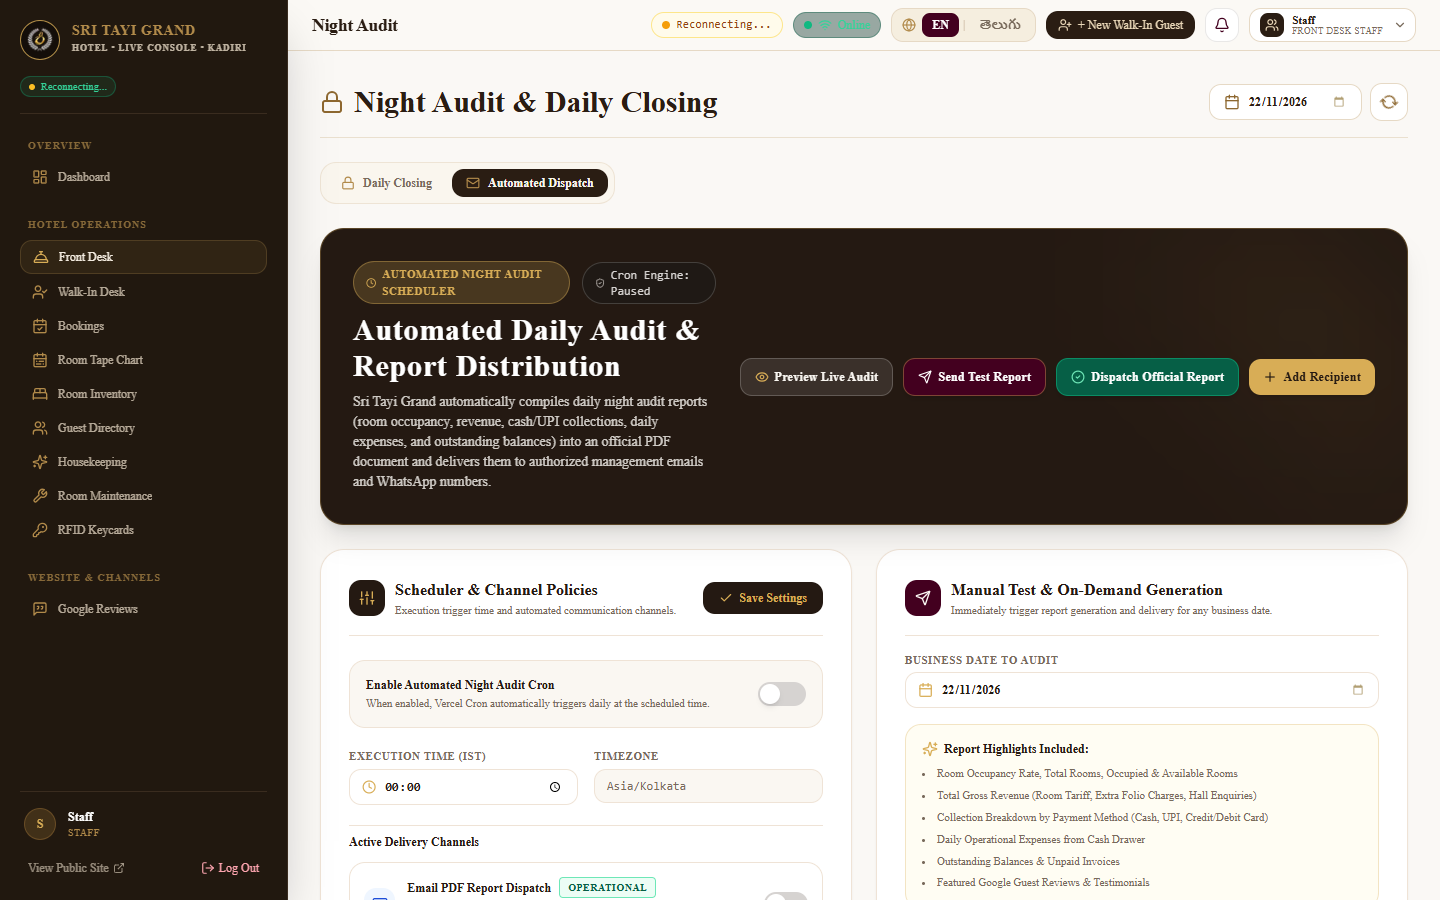 SRI TAYI GRAND
HOTEL • LIVE CONSOLE • KADIRI
Reconnecting...
OVERVIEW
Dashboard
HOTEL OPERATIONS
Front Desk
Walk-In Desk
Bookings
Room Tape Chart
Room Inventory
Guest Directory
Housekeeping
Room Maintenance
RFID Keycards
WEBSITE & CHANNELS
Google Reviews
S
Staff
STAFF
View Public Site
Log Out
Night Audit
Reconnecting...
Online
EN
తెలుగు
+ New Walk-In Guest
Staff
FRONT DESK STAFF
Night Audit & Daily Closing
22/11/2026
Daily Closing
Automated Dispatch
AUTOMATED NIGHT AUDIT
SCHEDULER
Cron Engine:
Paused
Automated Daily Audit &
Report Distribution
Sri Tayi Grand automatically compiles daily night audit reports
(room occupancy, revenue, cash/UPI collections, daily
expenses, and outstanding balances) into an official PDF
document and delivers them to authorized management emails
and WhatsApp numbers.
Preview Live Audit
Send Test Report
Dispatch Official Report
Add Recipient
Scheduler & Channel Policies
Execution trigger time and automated communication channels.
Save Settings
Enable Automated Night Audit Cron
When enabled, Vercel Cron automatically triggers daily at the scheduled time.
EXECUTION TIME (IST)
TIMEZONE
00:00
Asia/Kolkata
Active Delivery Channels
Email PDF Report Dispatch
OPERATIONAL
Manual Test & On-Demand Generation
Immediately trigger report generation and delivery for any business date.
BUSINESS DATE TO AUDIT
22/11/2026
Report Highlights Included:
• Room Occupancy Rate, Total Rooms, Occupied & Available Rooms
• Total Gross Revenue (Room Tariff, Extra Folio Charges, Hall Enquiries)
• Collection Breakdown by Payment Method (Cash, UPI, Credit/Debit Card)
• Daily Operational Expenses from Cash Drawer
• Outstanding Balances & Unpaid Invoices
• Featured Google Guest Reviews & Testimonials